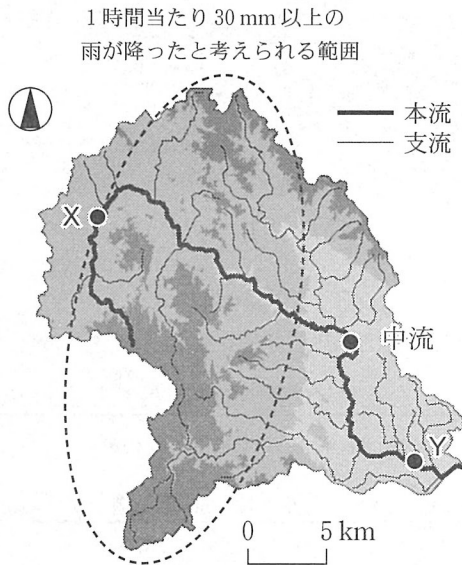 1時間当たり30 mm以上の
雨が降ったと考えられる範囲
本流
支流
X
中流
Y
0 5 km